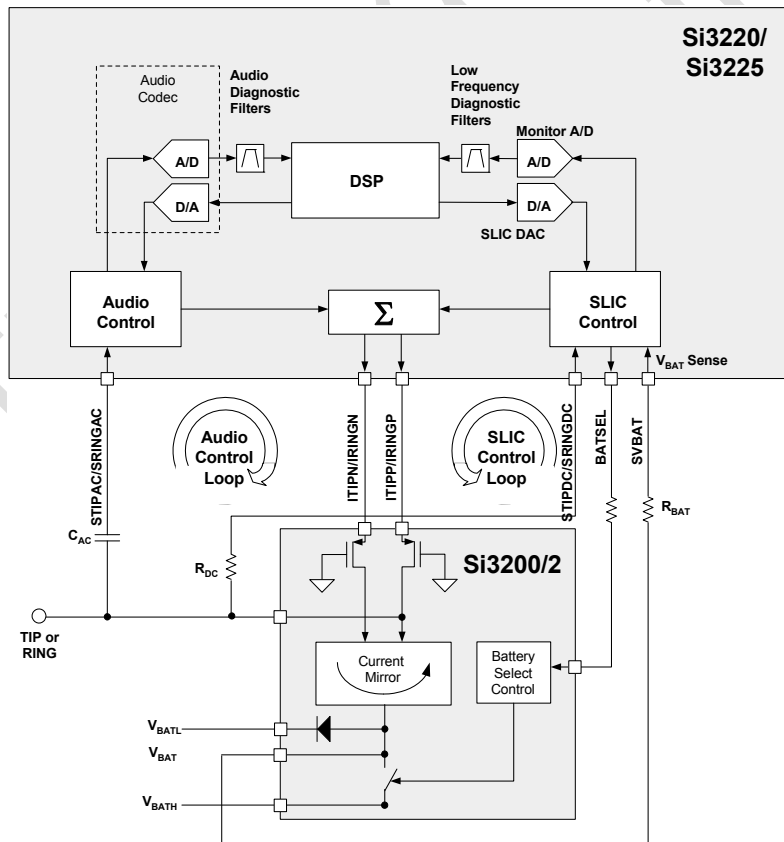 Si3220/
Si3225
Audio
Codec
Audio
Diagnostic
Filters
Low
Frequency
Diagnostic
Filters
Monitor A/D
A/D
DSP
A/D
D/A
D/A
SLIC DAC
Audio
Control
Σ
SLIC
Control
VBAT Sense
STIPAC/SRINGAC
Audio
Control
Loop
ITIPN/IRINGN
ITIPP/IRINGP
SLIC
Control
Loop
STIPDC/SRINGDC
BATSEL
SVBAT
CAC
RDC
RBAT
Si3200/2
TIP or
RING
Current
Mirror
Battery
Select
Control
VBATL
VBAT
VBATH